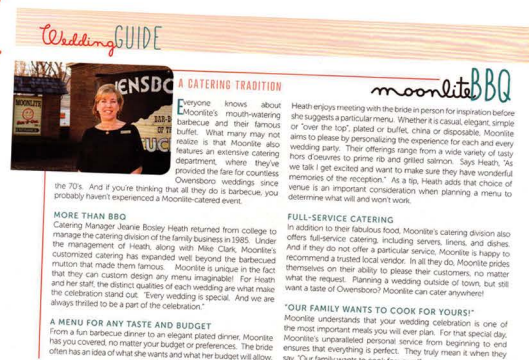 Wedding GUIDE
MOONLITE
A CATERING TRADITION
Everyone knows about
Moonlite's mouth-watering
barbecue and their famous
buffet. What many may not
realize is that Moonlite also
features an extensive catering
department, where they've
provided the fare for countless
Owensboro weddings since
the 70's. And if you're thinking that all they do is barbecue, you
probably haven't experienced a Moonlite-catered event.
MORE THAN BBQ
Catering Manager Jeanie Bosley Heath returned from college to
manage the catering division of the family business in 1985. Under
the management of Heath, along with Mike Clark, Moonlite's
customized catering has expanded well beyond the barbecued
mutton that made them famous. Moonlite is unique in the fact
that they can custom design any menu imaginable! For Heath
and her staff, the distinct qualities of each wedding are what make
the celebration stand out. "Every wedding is special. And we are
always thrilled to be a part of the celebration."
A MENU FOR ANY TASTE AND BUDGET
From a fun barbecue dinner to an elegant plated dinner, Moonlite
has you covered, no matter your budget or preferences. The bride
often has an idea of what she wants and what her budget will allow.
moonlite BBQ
Heath enjoys meeting with the bride in person for inspiration before
she suggests a particular menu. Whether it is casual, elegant, simple
or "over the top", plated or buffet, china or disposable, Moonlite
aims to please by personalizing the experience for each and every
wedding party. Their offerings range from a wide variety of tasty
hors d'oeuvres to prime rib and grilled salmon. Says Heath, "As
we talk I get excited and want to make sure they have wonderful
memories of the reception." As a tip, Heath adds that choice of
venue is an important consideration when planning a menu to
determine what will and won't work.
FULL-SERVICE CATERING
In addition to their fabulous food, Moonlite's catering division also
offers full-service catering, including servers, linens, and dishes.
And if they do not offer a particular service, Moonlite is happy to
recommend a trusted local vendor. In all they do, Moonlite prides
themselves on their ability to please their customers, no matter
what the request. Planning a wedding outside of town, but still
want a taste of Owensboro? Moonlite can cater anywhere!
"OUR FAMILY WANTS TO COOK FOR YOURS!"
Moonlite understands that your wedding celebration is one of
the most important meals you will ever plan. For that special day,
Moonlite's unparalleled personal service from beginning to end
ensures that everything is perfect. They truly mean it when they